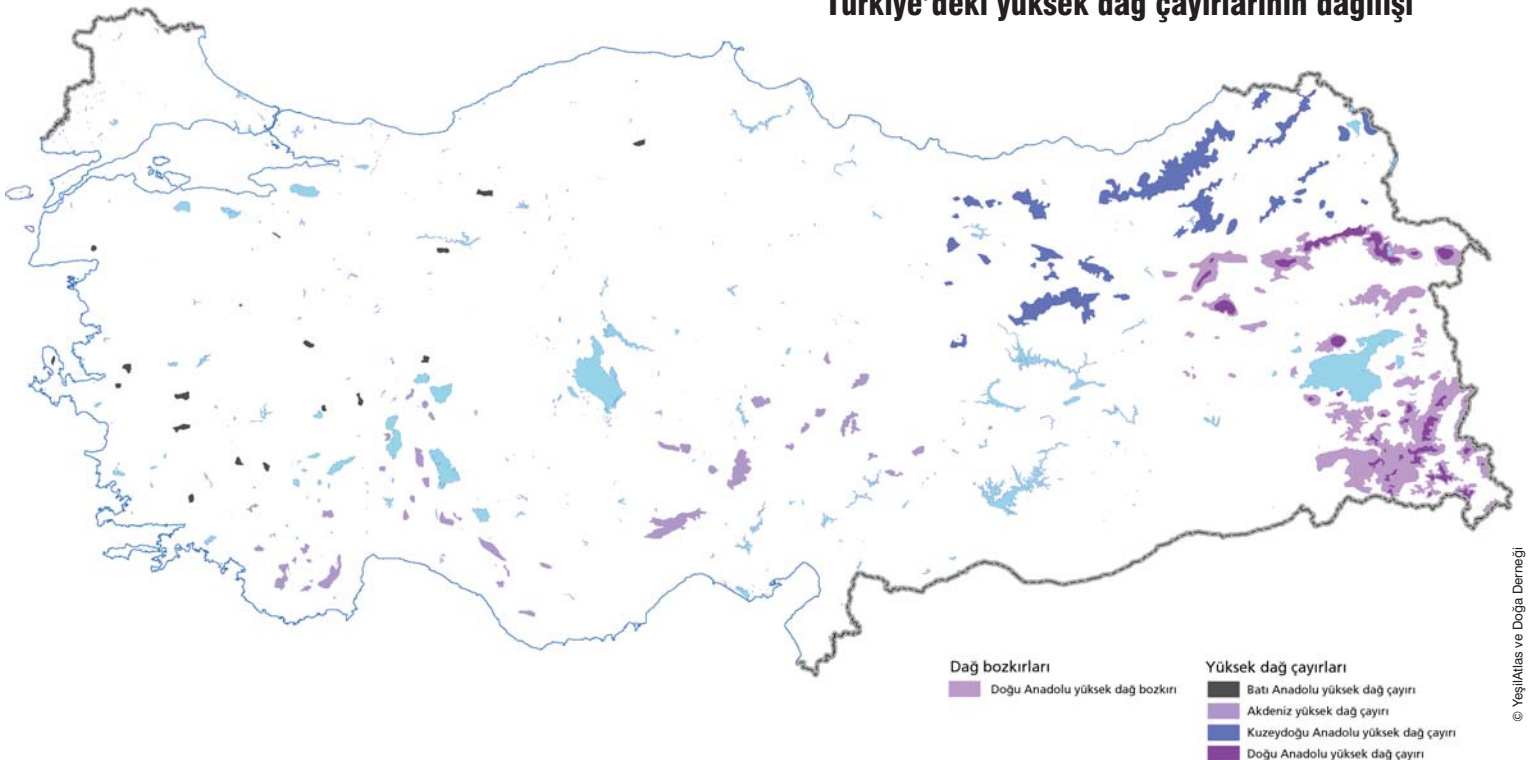 Türkiye'deki yüksek dağ çayırlarının dağılışı
Dağ bozkırları
Doğu Anadolu yüksek dağ bozkırı
Yüksek dağ çayırları
Batı Anadolu yüksek dağ çayırı
Akdeniz yüksek dağ çayırı
Kuzeydoğu Anadolu yüksek dağ çayırı
Doğu Anadolu yüksek dağ çayırı
© YeşilAtlas ve Doğa Derneği